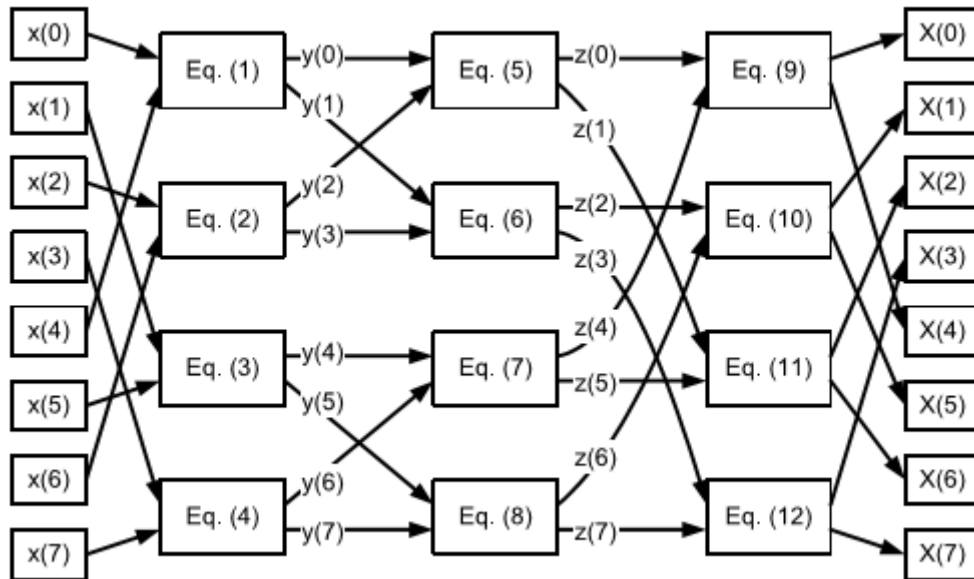 x(0)
x(1)
x(2)
x(3)
x(4)
x(5)
x(6)
x(7)
Eq. (1)
Eq. (2)
Eq. (3)
Eq. (4)
y(0)
y(1)
y(2)
y(3)
y(4)
y(5)
y(6)
y(7)
Eq. (5)
Eq. (6)
Eq. (7)
Eq. (8)
z(0)
z(1)
z(2)
z(3)
z(4)
z(5)
z(6)
z(7)
Eq. (9)
Eq. (10)
Eq. (11)
Eq. (12)
X(0)
X(1)
X(2)
X(3)
X(4)
X(5)
X(6)
X(7)